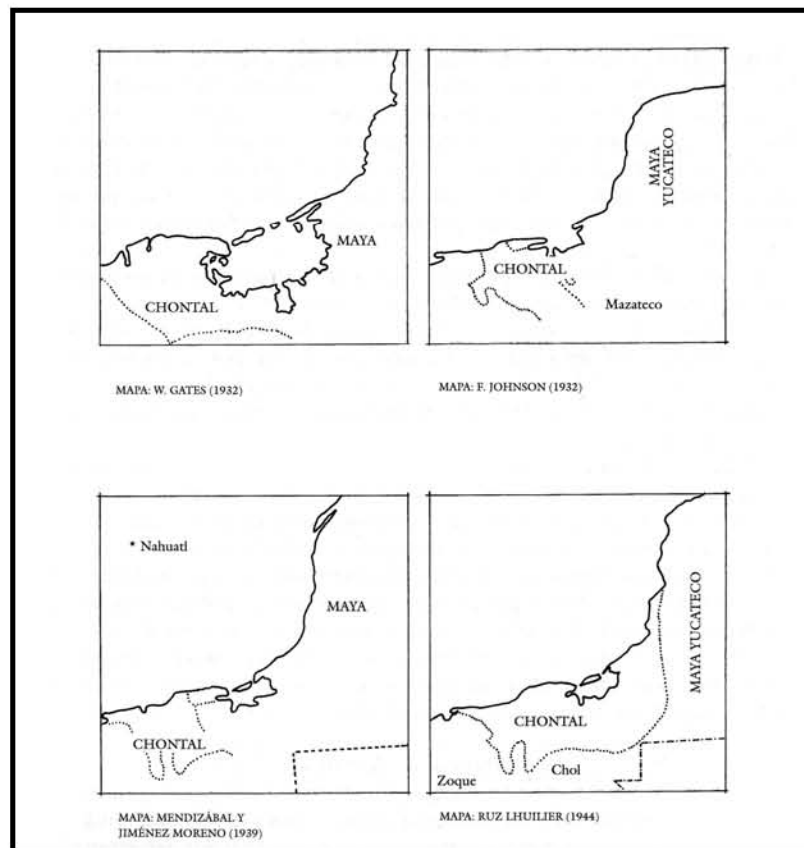 MAYA
CHONTAL
MAPA: W. GATES (1932)
MAYA
YUCATECO
CHONTAL
Mazateco
MAPA: F. JOHNSON (1932)
* Nahuatl
MAYA
CHONTAL
MAPA: MENDIZÁBAL Y
JIMÉNEZ MORENO (1939)
MAYA YUCATECO
CHONTAL
Chol
Zoque
MAPA: RUZ LHUILIER (1944)